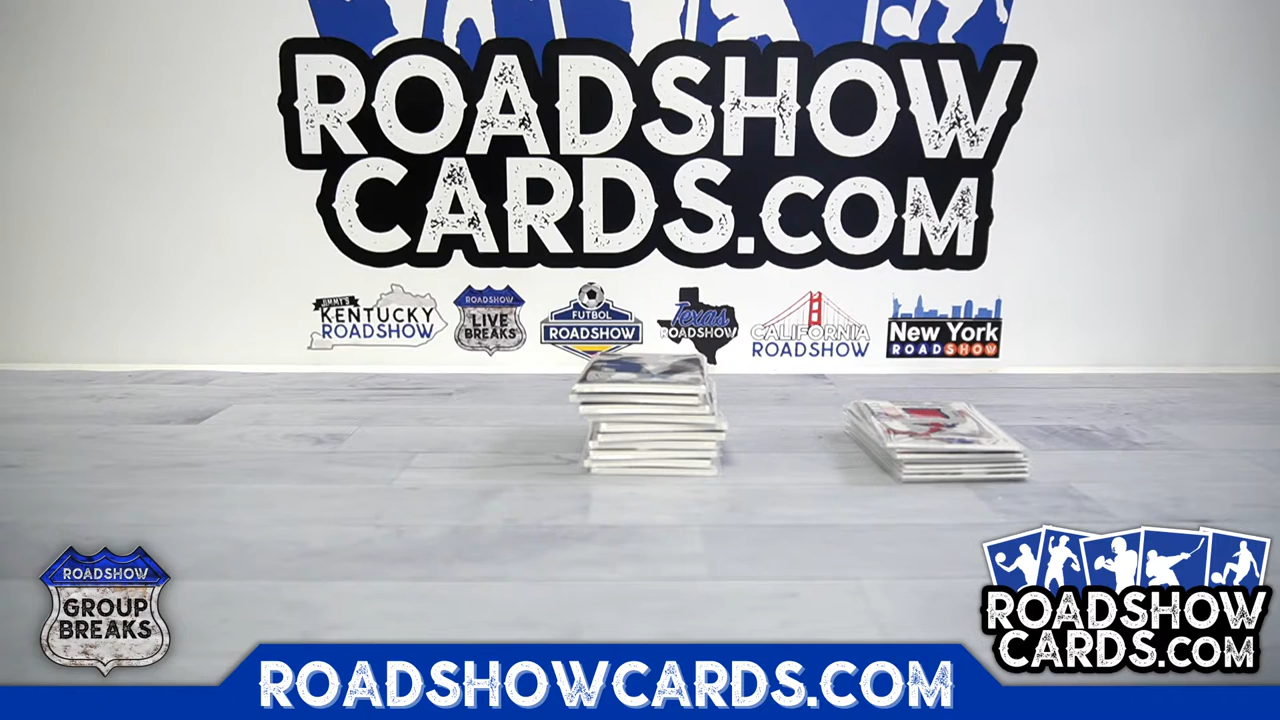 ROADSHOW
CARDS.COM
JIMMY'S
KENTUCKY
ROADSHOW
ROADSHOW
LIVE
BREAKS
FUTBOL
ROADSHOW
Texas
ROADSHOW
CALIFORNIA
ROADSHOW
New York
ROADSHOW
ROADSHOW
GROUP
BREAKS
ROADSHOW
CARDS.COM
ROADSHOWCARDS.COM